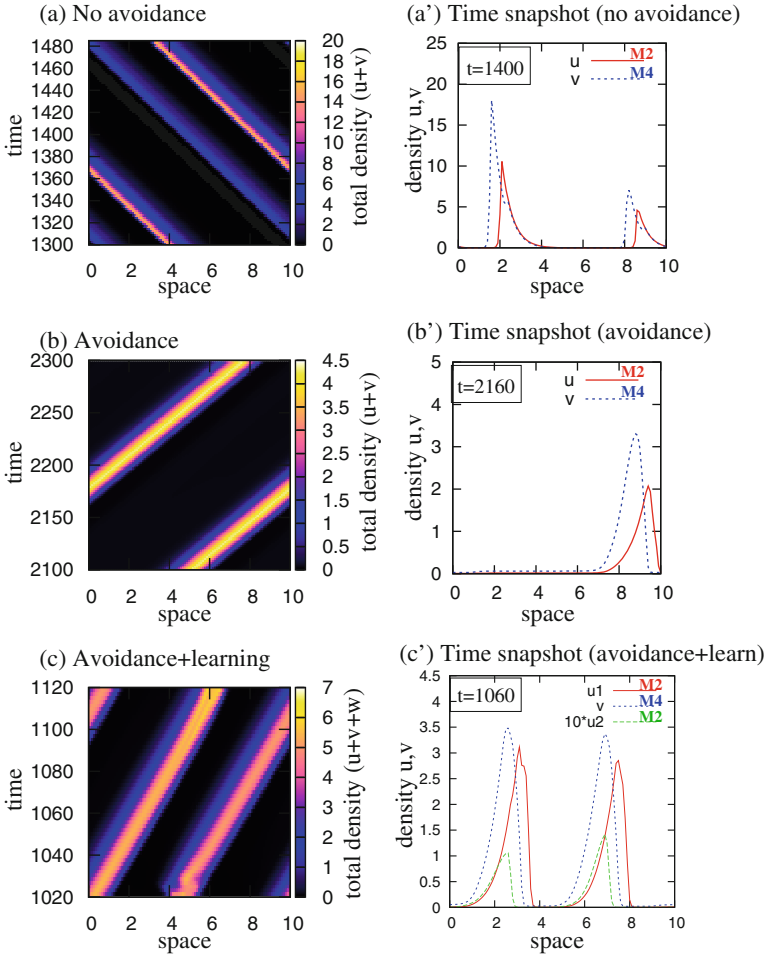 (a) No avoidance
1480
1460
1440
1420
1400
1380
1360
1340
1320
1300
time
0 2 4 6 8 10
space
20
18
16
14
12
10
8
6
4
2
0
total density (u+v)
(a’) Time snapshot (no avoidance)
t=1400
u M2
v M4
25
20
15
10
5
0
density u,v
0 2 4 6 8 10
space
(b) Avoidance
2300
2250
2200
2150
2100
time
0 2 4 6 8 10
space
4.5
4
3.5
3
2.5
2
1.5
1
0.5
0
total density (u+v)
(b’) Time snapshot (avoidance)
t=2160
u M2
v M4
5
4
3
2
1
0
density u,v
0 2 4 6 8 10
space
(c) Avoidance+learning
1120
1100
1080
1060
1040
1020
time
0 2 4 6 8 10
space
7
6
5
4
3
2
1
0
total density (u+v+w)
(c’) Time snapshot (avoidance+learn)
t=1060
u1 M2
v M4
10*u2 M2
4.5
4
3.5
3
2.5
2
1.5
1
0.5
0
density u,v
0 2 4 6 8 10
space